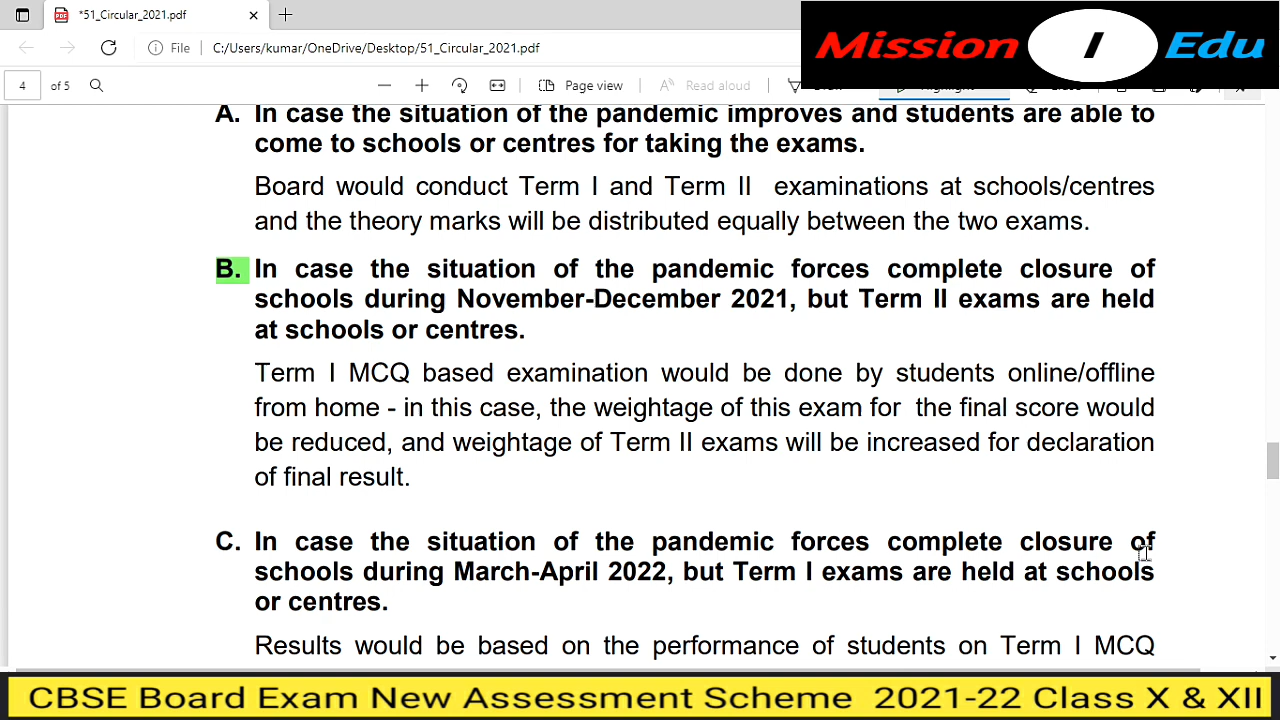 *51_Circular_2021.pdf
File C:/Users/kumar/OneDrive/Desktop/51_Circular_2021.pdf
Mission I Edu
4 of 5 Page view Read aloud
A. In case the situation of the pandemic improves and students are able to
come to schools or centres for taking the exams.
Board would conduct Term I and Term II examinations at schools/centres
and the theory marks will be distributed equally between the two exams.
B. In case the situation of the pandemic forces complete closure of
schools during November-December 2021, but Term II exams are held
at schools or centres.
Term I MCQ based examination would be done by students online/offline
from home - in this case, the weightage of this exam for the final score would
be reduced, and weightage of Term II exams will be increased for declaration
of final result.
C. In case the situation of the pandemic forces complete closure of
schools during March-April 2022, but Term I exams are held at schools
or centres.
Results would be based on the performance of students on Term I MCQ
CBSE Board Exam New Assessment Scheme 2021-22 Class X & XII